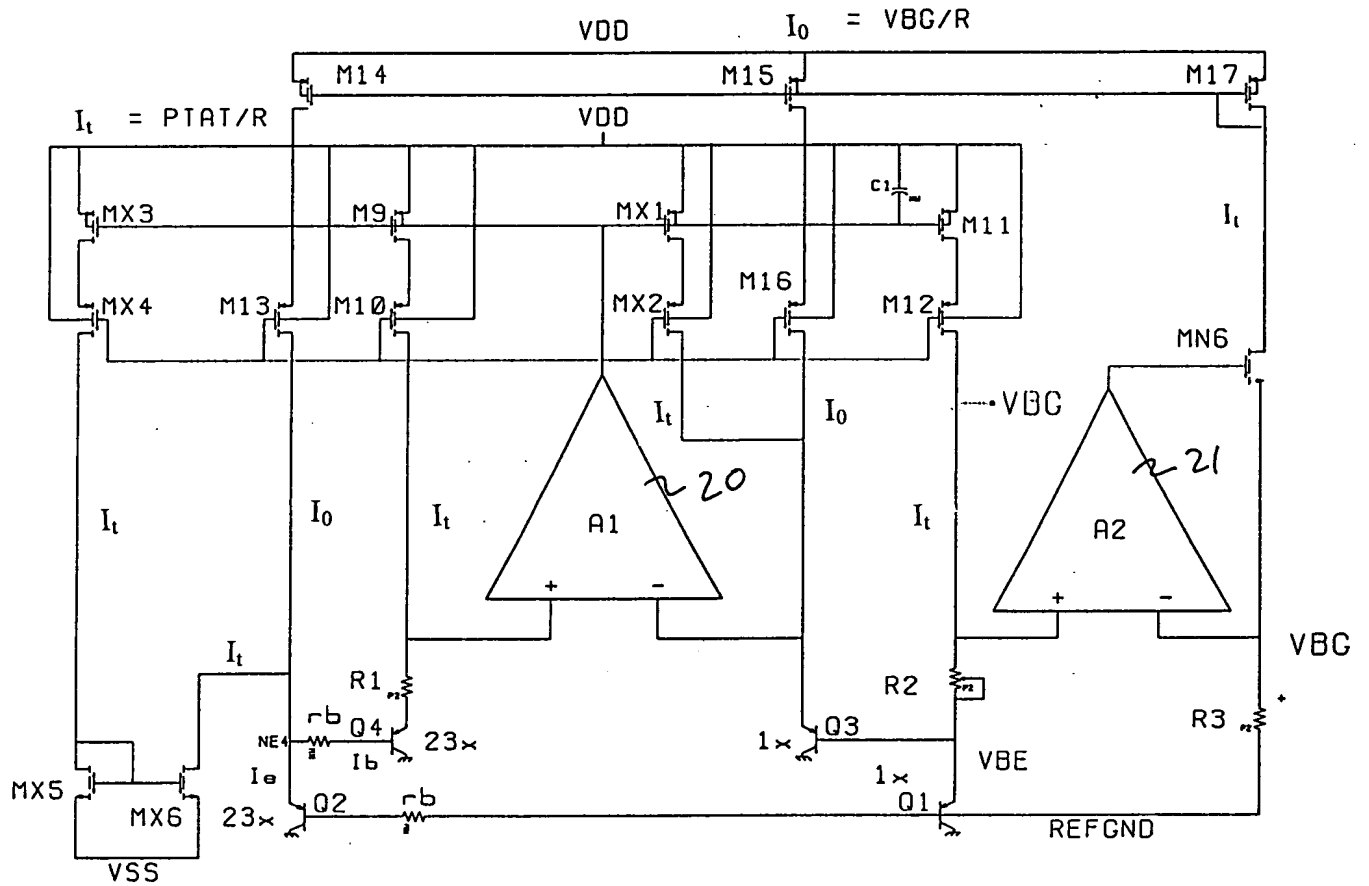 VDD
I0 = VBG/R
M14
M15
M17
It = PTAT/R
VDD
C1
MX3
M9
MX1
M11
It
MX4
M13
M10
MX2
M16
M12
MN6
VBG
It
I0
20
21
It
I0
It
It
A1
A2
+
-
+
-
It
R1
R2
VBG
+
R3
rb
Q4
23x
1x
Q3
NE4
Ib
VBE
Ie
1x
MX5
MX6
23x
Q2
rb
Q1
REFGND
VSS